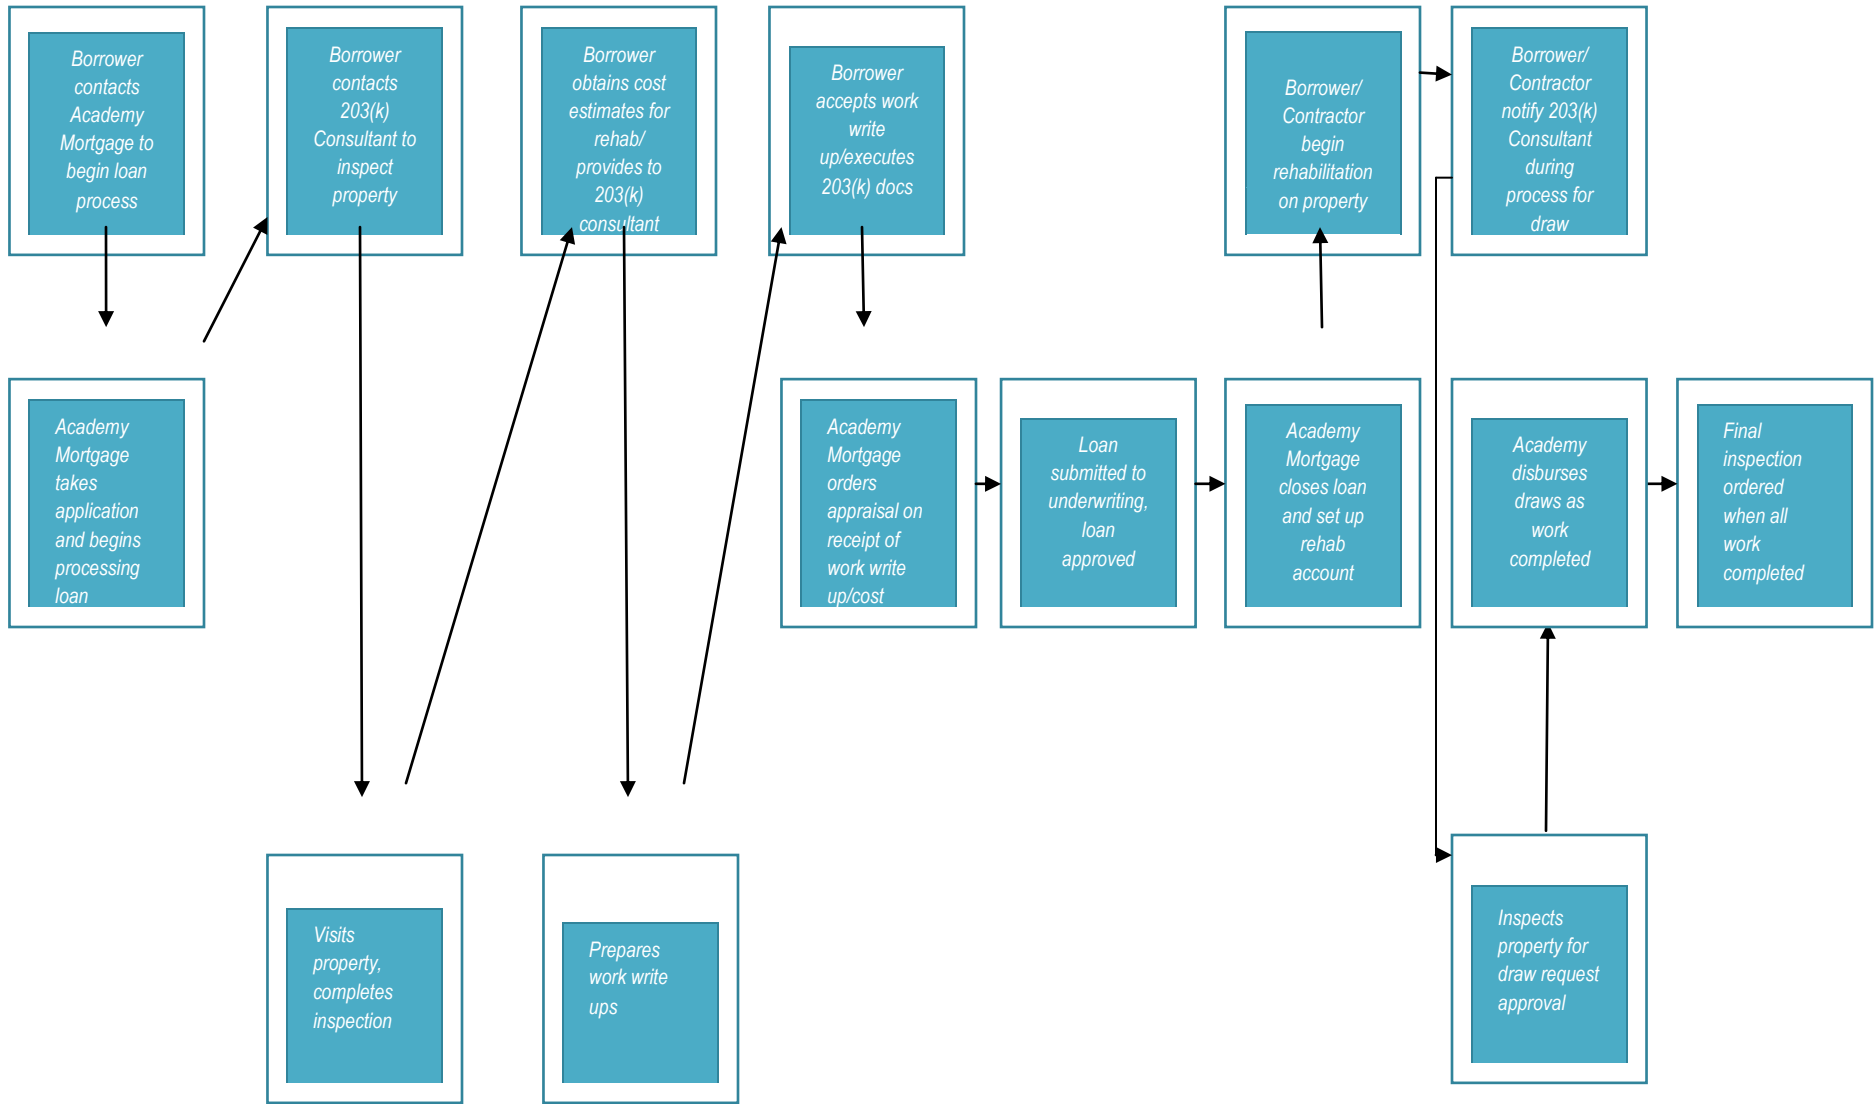 Borrower
contacts
Academy
Mortgage to
begin loan
process
Borrower
contacts
203(k)
Consultant to
inspect
property
Borrower
obtains cost
estimates for
rehab/
provides to
203(k)
consultant
Borrower
accepts work
write
up/executes
203(k) docs
Borrower/
Contractor
begin
rehabilitation
on property
Borrower/
Contractor
notify 203(k)
Consultant
during
process for
draw
Academy
Mortgage
takes
application
and begins
processing
loan
Academy
Mortgage
orders
appraisal on
receipt of
work write
up/cost
Loan
submitted to
underwriting,
loan
approved
Academy
Mortgage
closes loan
and set up
rehab
account
Academy
disburses
draws as
work
completed
Final
inspection
ordered
when all
work
completed
Visits
property,
completes
inspection
Prepares
work write
ups
Inspects
property for
draw request
approval